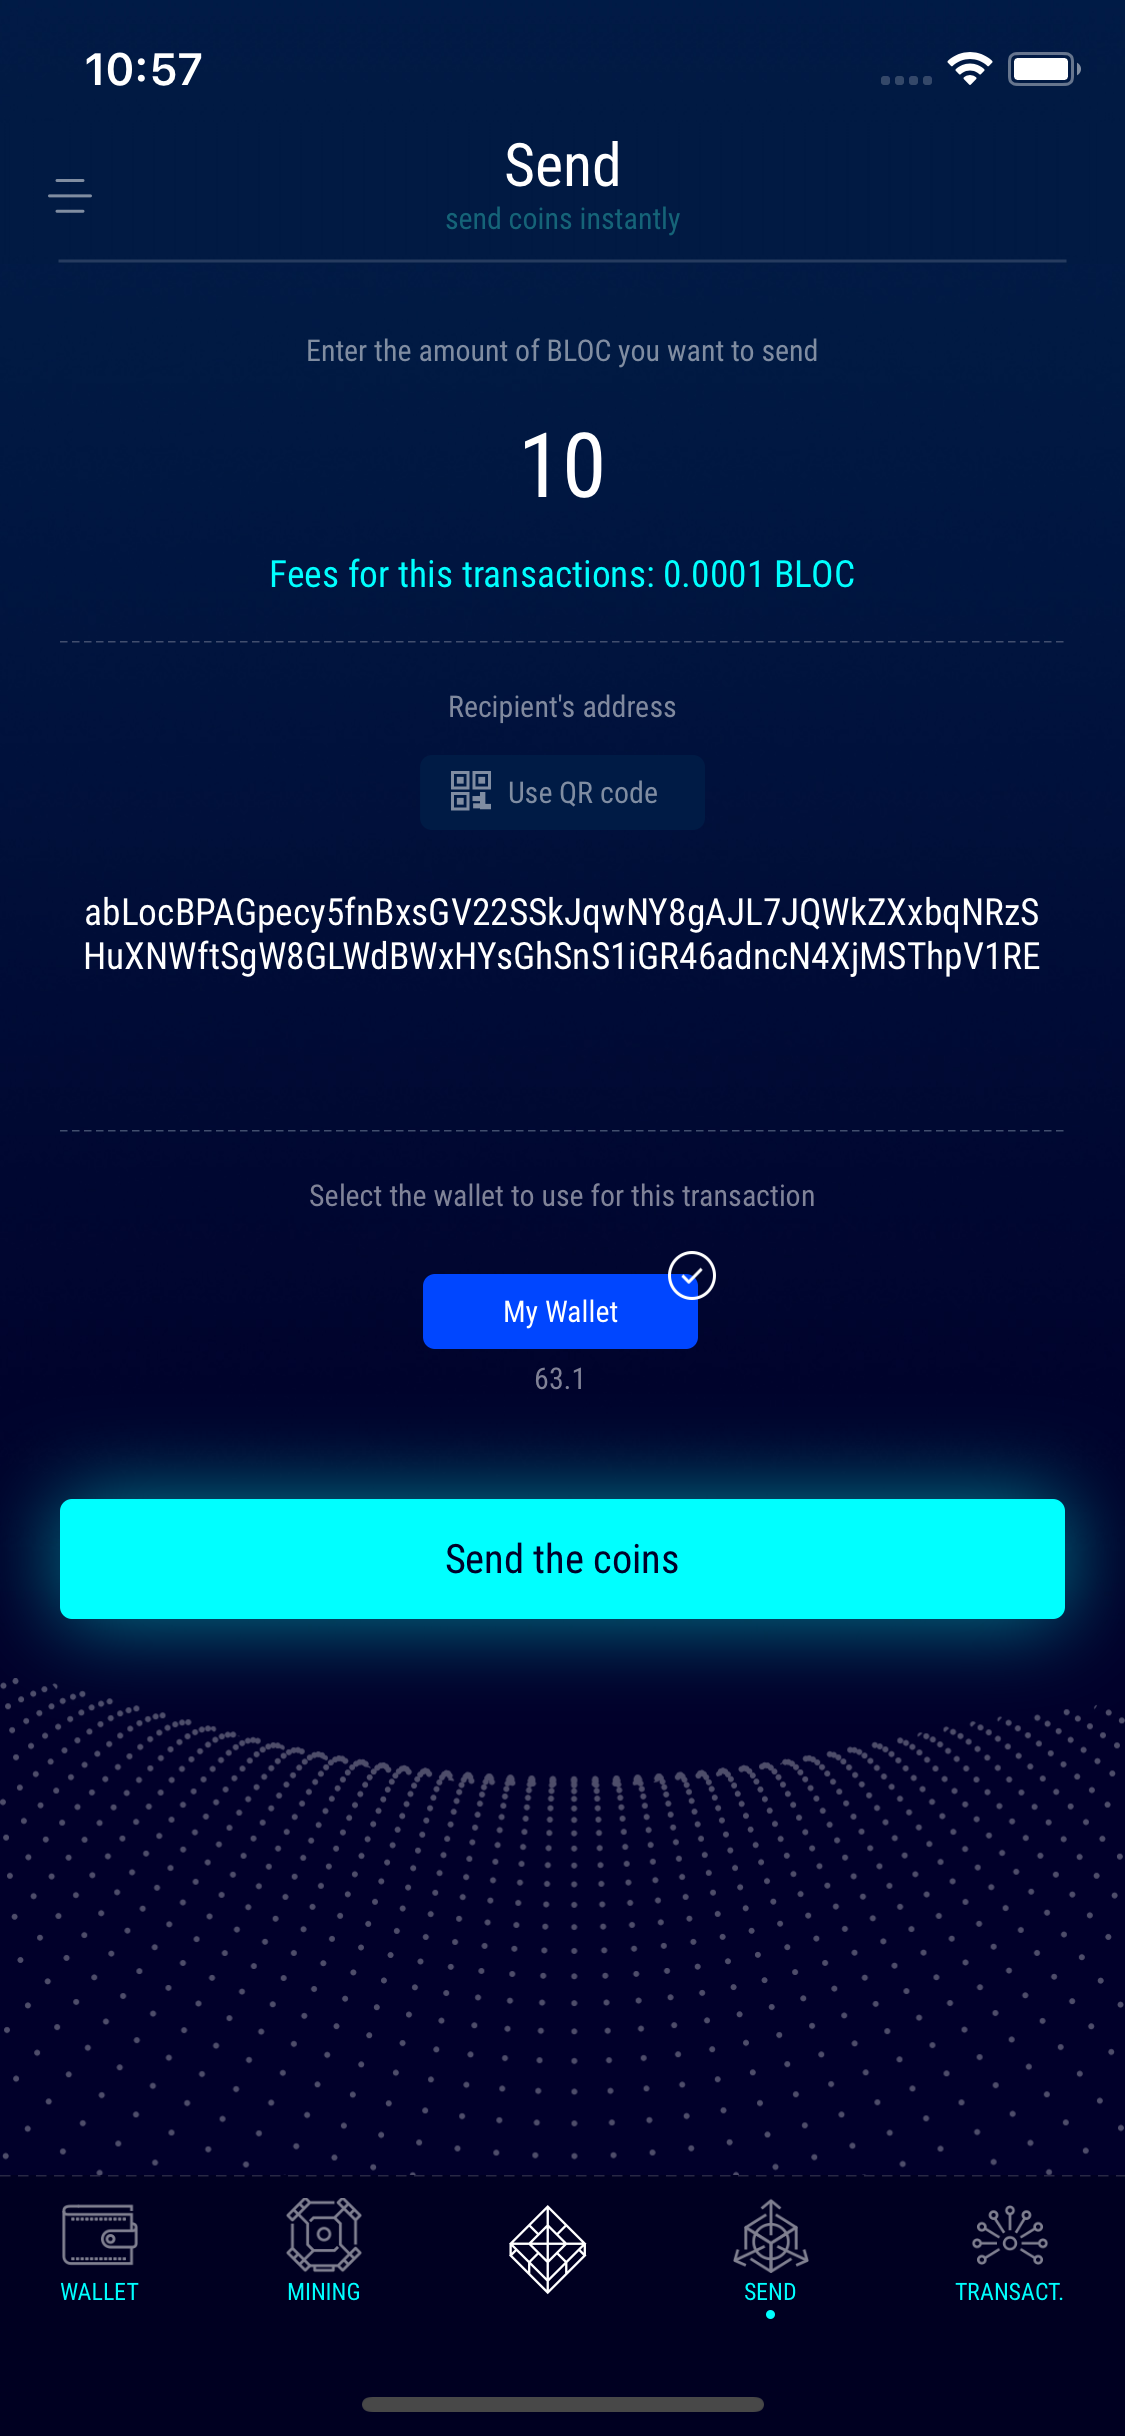 10:57
Send
send coins instantly
Enter the amount of BLOC you want to send
10
Fees for this transactions: 0.0001 BLOC
Recipient's address
Use QR code
abLocBPAGpecy5fnBxsGV22SSkJqwNY8gAJL7JQWkZXxbqNRzS
HuXNWftSgW8GLWdBWxHYsGhSnS1iGR46adncN4XjMSThpV1RE
Select the wallet to use for this transaction
My Wallet
63.1
Send the coins
WALLET
MINING
SEND
TRANSACT.